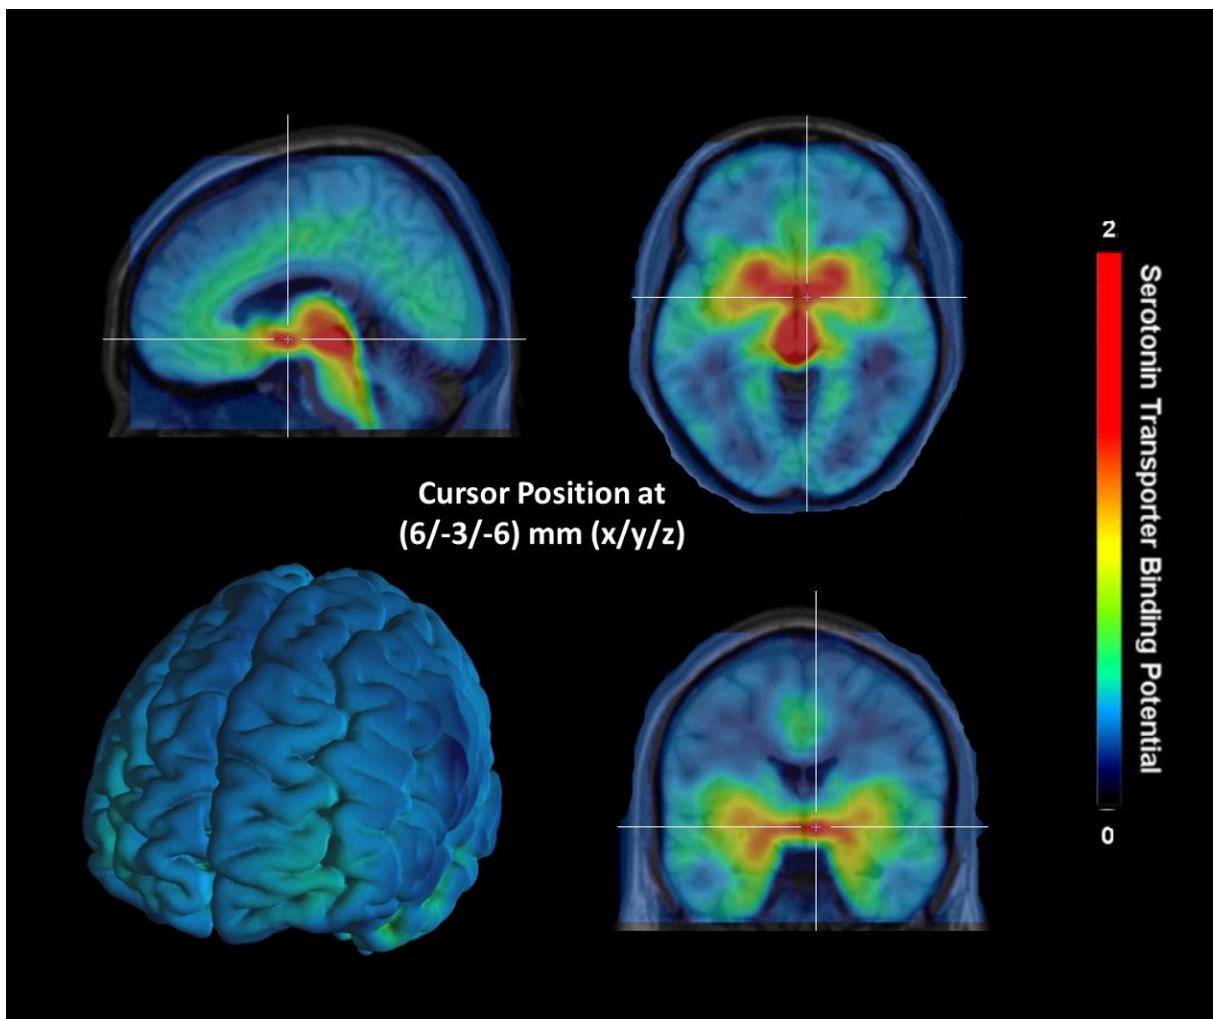 Cursor Position at
(6/-3/-6) mm (x/y/z)
2
Serotonin Transporter Binding Potential
0